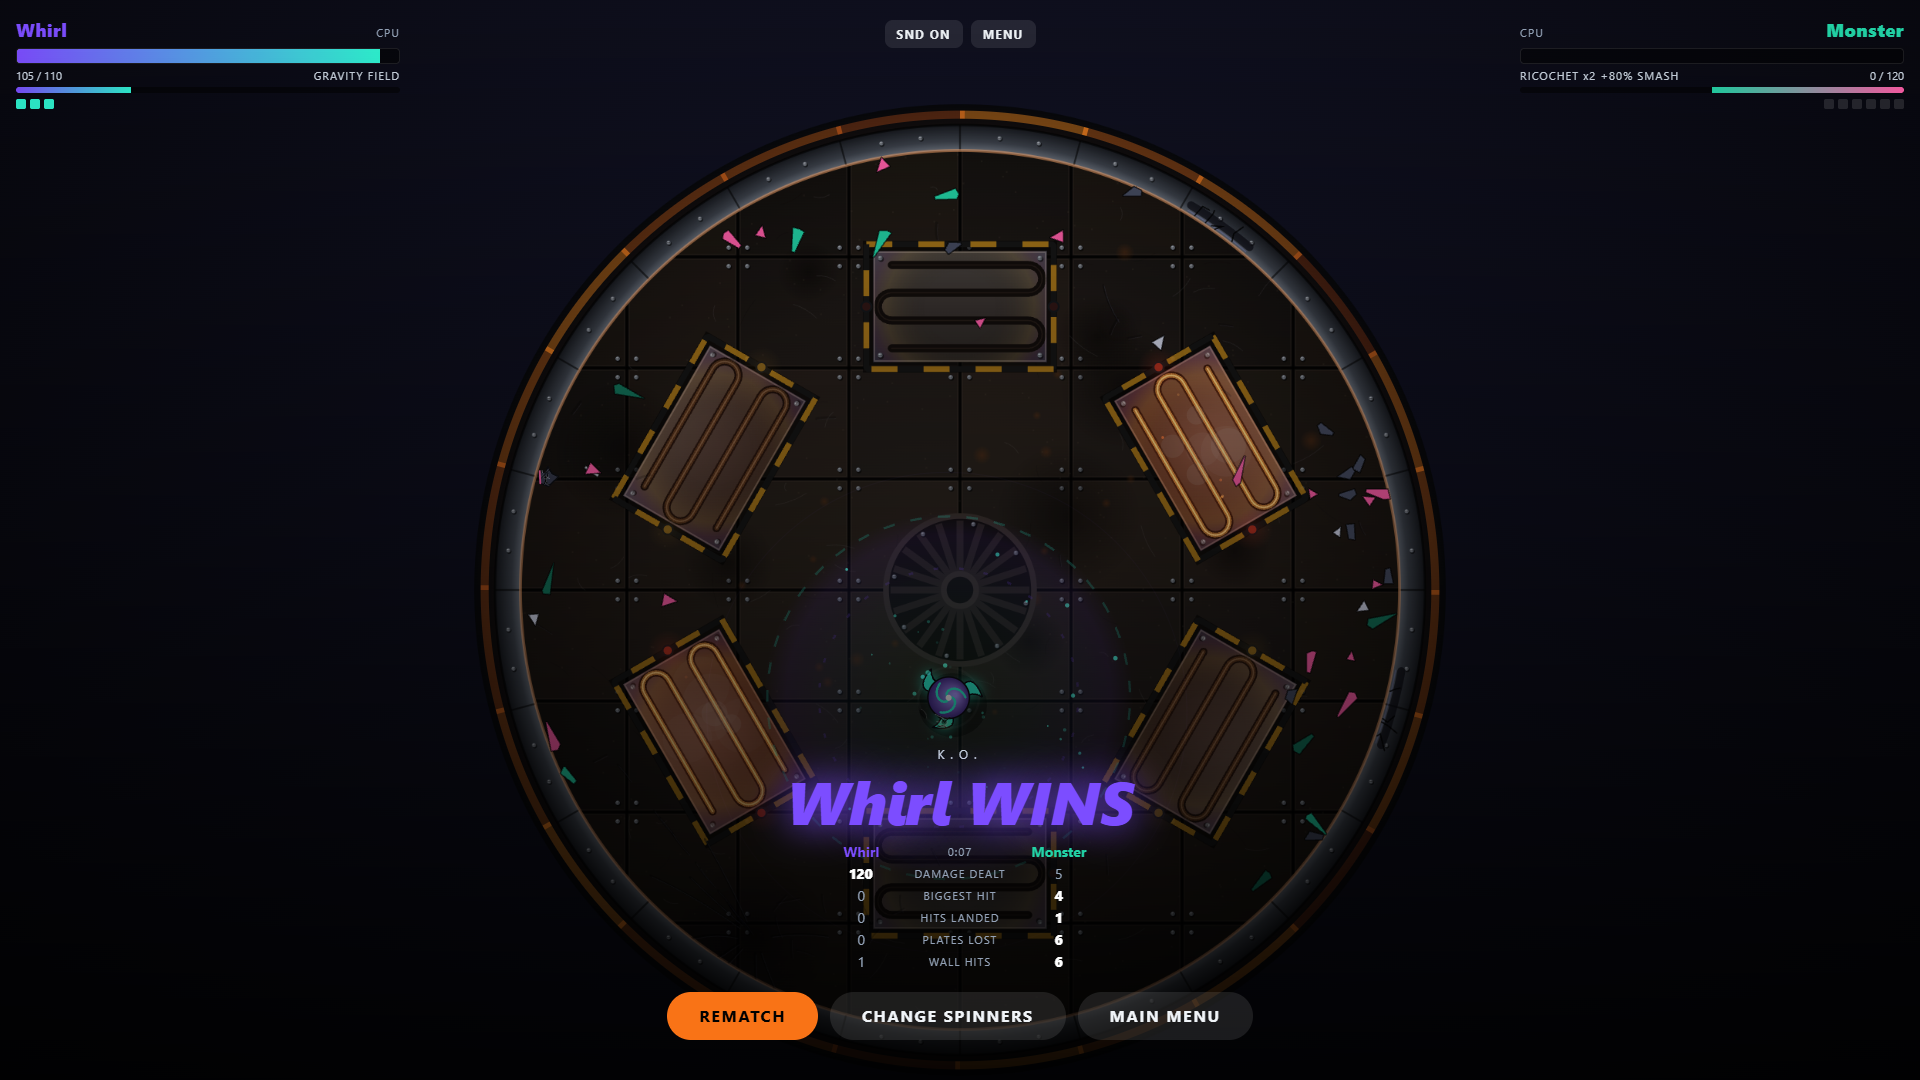 Whirl
CPU
105 / 110
GRAVITY FIELD
SND ON
MENU
CPU
Monster
RICOCHET x2 +80% SMASH
0 / 120
K.O.
Whirl WINS
Whirl 0:07 Monster
120 DAMAGE DEALT 5
0 BIGGEST HIT 4
0 HITS LANDED 1
0 PLATES LOST 6
1 WALL HITS 6
REMATCH
CHANGE SPINNERS
MAIN MENU